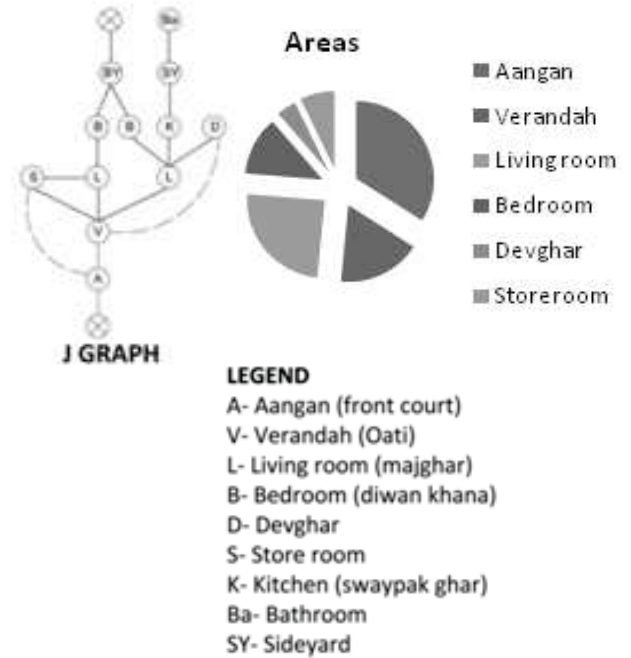 Ba
SY
SY
B
B
K
D
S
L
L
V
A
J GRAPH
Areas
Aangan
Verandah
Living room
Bedroom
Devghar
Storeroom
LEGEND
A- Aangan (front court)
V- Verandah (Oati)
L- Living room (majghar)
B- Bedroom (diwan khana)
D- Devghar
S- Store room
K- Kitchen (swaypak ghar)
Ba- Bathroom
SY- Sideyard